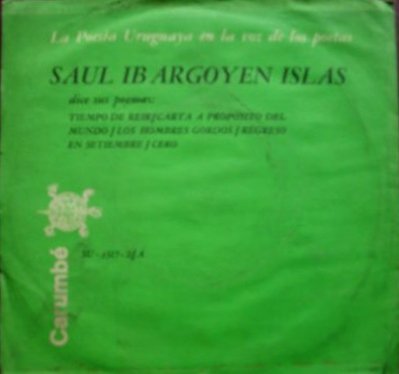 La Poesía Uruguaya en la voz de los poetas
SAUL IBARGOYEN ISLAS
dice sus poemas:
TIEMPO DE REIR/CARTA A PROPOSITO DEL
MUNDO/LOS HOMBRES GORDOS/REGRESO
EN SETIEMBRE/CERO
Carumbé